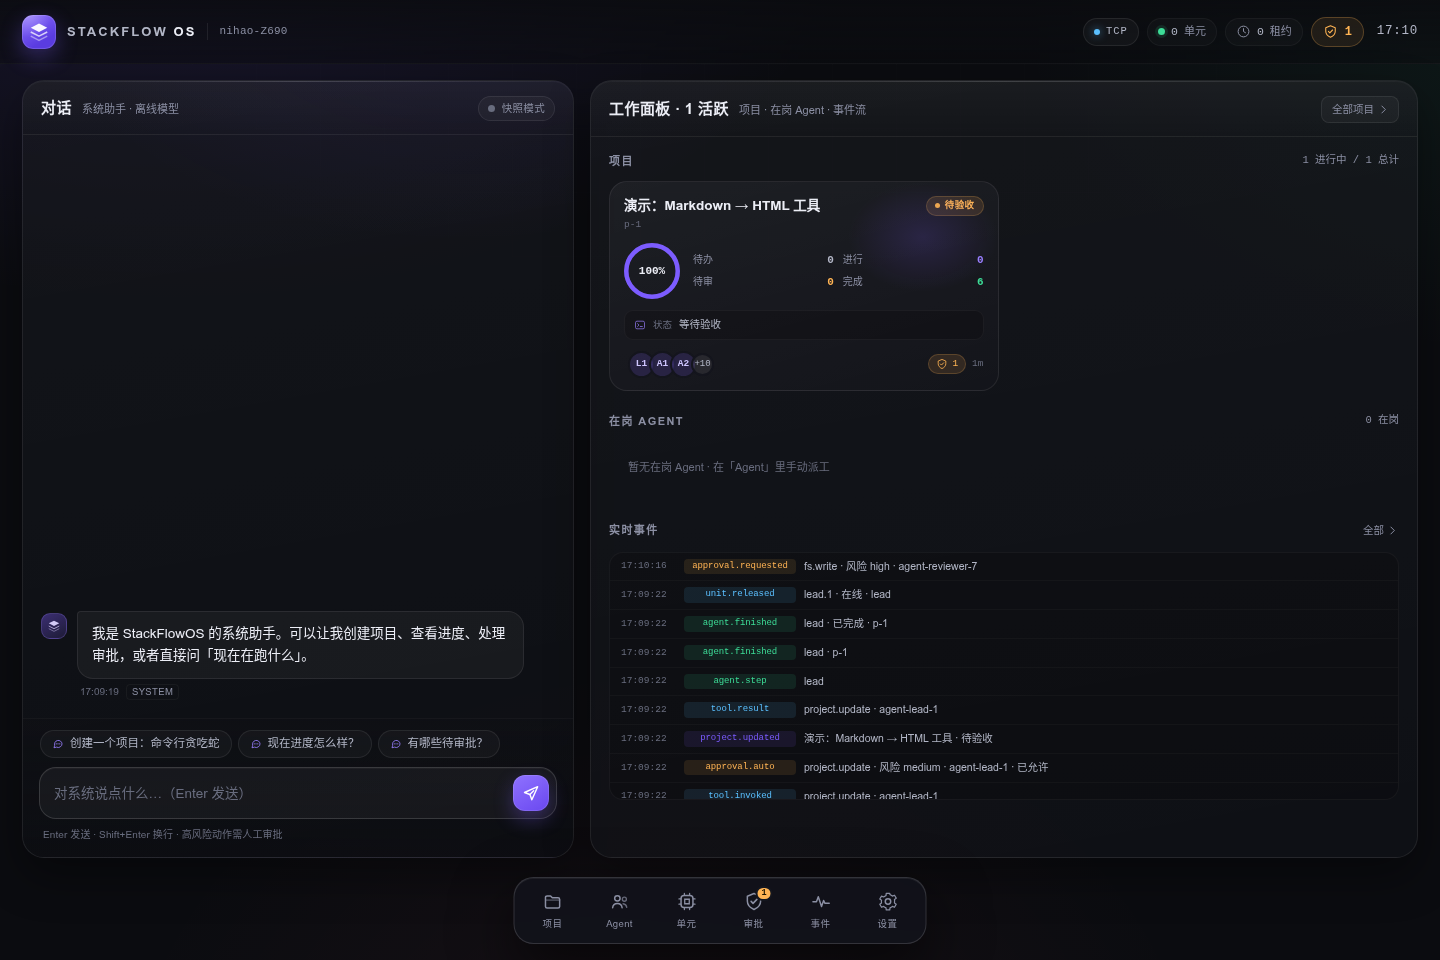 STACKFLOW OS
nihao-Z690
TCP
0 单元
0 租约
1
17:10
对话
系统助手 · 离线模型
快照模式
我是 StackFlowOS 的系统助手。可以让我创建项目、查看进度、处理
审批，或者直接问「现在在跑什么」。
17:09:19 SYSTEM
创建一个项目：命令行贪吃蛇
现在进度怎么样？
有哪些待审批？
对系统说点什么…（Enter 发送）
Enter 发送 · Shift+Enter 换行 · 高风险动作需人工审批
工作面板 · 1 活跃
项目 · 在岗 Agent · 事件流
全部项目
项目
1 进行中 / 1 总计
演示：Markdown → HTML 工具
待验收
p-1
100%
待办 0 进行 0
待审 0 完成 6
状态 等待验收
L1 A1 A2 +10
1 1m
在岗 AGENT
0 在岗
暂无在岗 Agent · 在「Agent」里手动派工
实时事件
全部
17:10:16 approval.requested fs.write · 风险 high · agent-reviewer-7
17:09:22 unit.released lead.1 · 在线 · lead
17:09:22 agent.finished lead · 已完成 · p-1
17:09:22 agent.finished lead · p-1
17:09:22 agent.step lead
17:09:22 tool.result project.update · agent-lead-1
17:09:22 project.updated 演示：Markdown → HTML 工具 · 待验收
17:09:22 approval.auto project.update · 风险 medium · agent-lead-1 · 已允许
17:09:22 tool.invoked project.update · agent-lead-1
项目
Agent
单元
1
审批
事件
设置